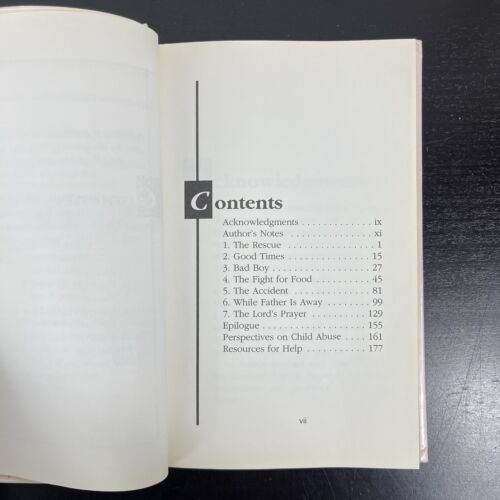 Contents
Acknowledgments . . . . . . . . . . . . . ix
Author's Notes . . . . . . . . . . . . . . xi
1. The Rescue . . . . . . . . . . . . . . . 1
2. Good Times . . . . . . . . . . . . . . 15
3. Bad Boy . . . . . . . . . . . . . . . . 27
4. The Fight for Food . . . . . . . . . . 45
5. The Accident . . . . . . . . . . . . . 81
6. While Father Is Away . . . . . . . . 99
7. The Lord's Prayer . . . . . . . . . . 129
Epilogue . . . . . . . . . . . . . . . . . 155
Perspectives on Child Abuse . . . . 161
Resources for Help . . . . . . . . . . 177
vii